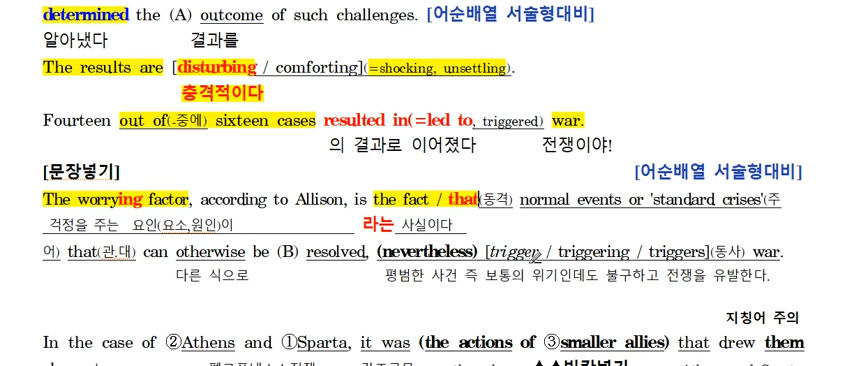 determined the (A) outcome of such challenges. [어순배열 서술형대비]
알아냈다 결과를
The results are [disturbing / comforting](=shocking, unsettling).
충격적이다
Fourteen out of(-중에) sixteen cases resulted in(=led to, triggered) war.
의 결과로 이어졌다 전쟁이야!
[문장넣기] [어순배열 서술형대비]
The worrying factor, according to Allison, is the fact / that(동격) normal events or 'standard crises'(주
걱정을 주는 요인(요소,원인)이 라는 사실이다
어) that(관.대) can otherwise be (B) resolved, (nevertheless) [trigger / triggering / triggers](동사) war.
다른 식으로 평범한 사건 즉 보통의 위기인데도 불구하고 전쟁을 유발한다.
지칭어 주의
In the case of ②Athens and ①Sparta, it was (the actions of ③smaller allies) that drew them